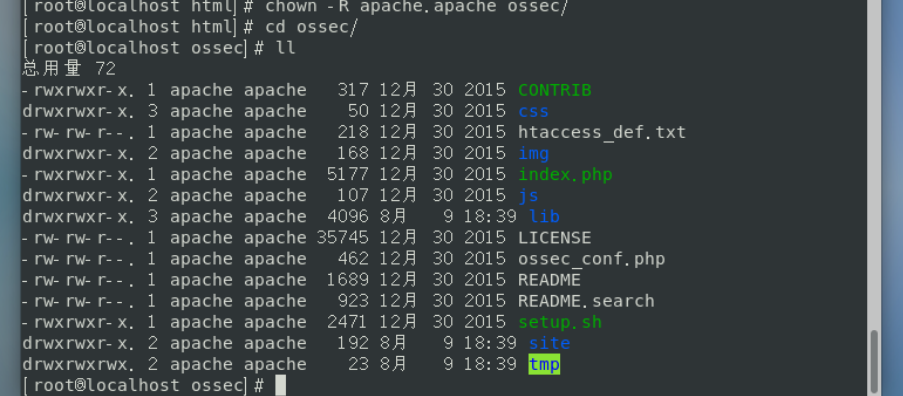 [root@localhost html]# chown -R apache.apache ossec/
[root@localhost html]# cd ossec/
[root@localhost ossec]# ll
总用量 72
-rwxrwxr-x. 1 apache apache   317 12月  30 2015 CONTRIB
drwxrwxr-x. 3 apache apache    50 12月  30 2015 css
-rw-rw-r--. 1 apache apache   218 12月  30 2015 htaccess_def.txt
drwxrwxr-x. 2 apache apache   168 12月  30 2015 img
-rwxrwxr-x. 1 apache apache  5177 12月  30 2015 index.php
drwxrwxr-x. 2 apache apache   107 12月  30 2015 js
drwxrwxr-x. 3 apache apache  4096 8月    9 18:39 lib
-rw-rw-r--. 1 apache apache 35745 12月  30 2015 LICENSE
-rw-rw-r--. 1 apache apache   462 12月  30 2015 ossec_conf.php
-rw-rw-r--. 1 apache apache  1689 12月  30 2015 README
-rw-rw-r--. 1 apache apache   923 12月  30 2015 README.search
-rwxrwxr-x. 1 apache apache  2471 12月  30 2015 setup.sh
drwxrwxr-x. 2 apache apache   192 8月    9 18:39 site
drwxrwxrwx. 2 apache apache    23 8月    9 18:39 tmp
[root@localhost ossec]#